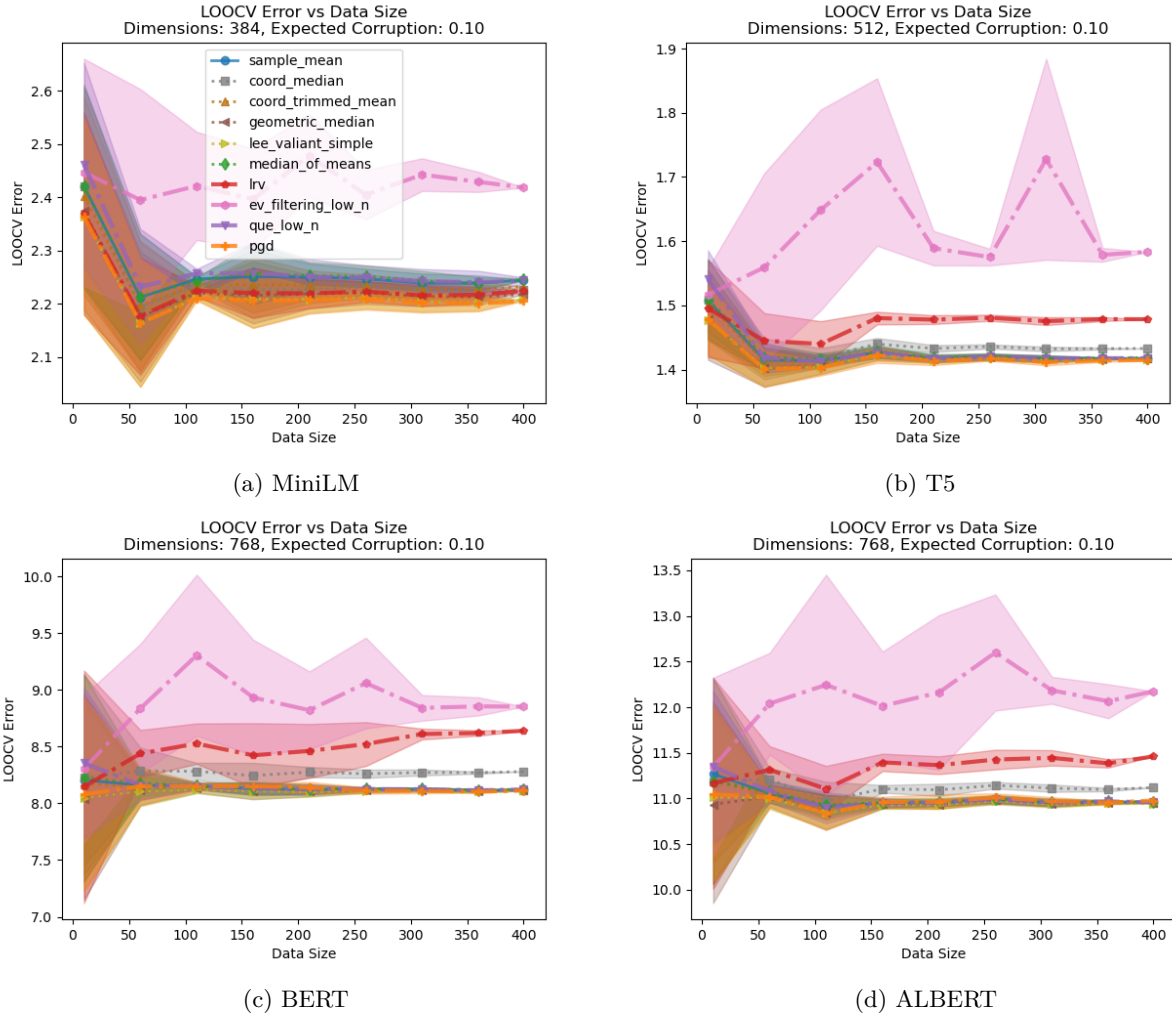 LOOCV Error vs Data Size
Dimensions: 384, Expected Corruption: 0.10
LOOCV Error
2.6
2.5
2.4
2.3
2.2
2.1
sample_mean
coord_median
coord_trimmed_mean
geometric_median
lee_valiant_simple
median_of_means
lrv
ev_filtering_low_n
que_low_n
pgd
0 50 100 150 200 250 300 350 400
Data Size
(a) MiniLM
LOOCV Error vs Data Size
Dimensions: 512, Expected Corruption: 0.10
LOOCV Error
1.9
1.8
1.7
1.6
1.5
1.4
0 50 100 150 200 250 300 350 400
Data Size
(b) T5
LOOCV Error vs Data Size
Dimensions: 768, Expected Corruption: 0.10
LOOCV Error
10.0
9.5
9.0
8.5
8.0
7.5
7.0
0 50 100 150 200 250 300 350 400
Data Size
(c) BERT
LOOCV Error vs Data Size
Dimensions: 768, Expected Corruption: 0.10
LOOCV Error
13.5
13.0
12.5
12.0
11.5
11.0
10.5
10.0
0 50 100 150 200 250 300 350 400
Data Size
(d) ALBERT